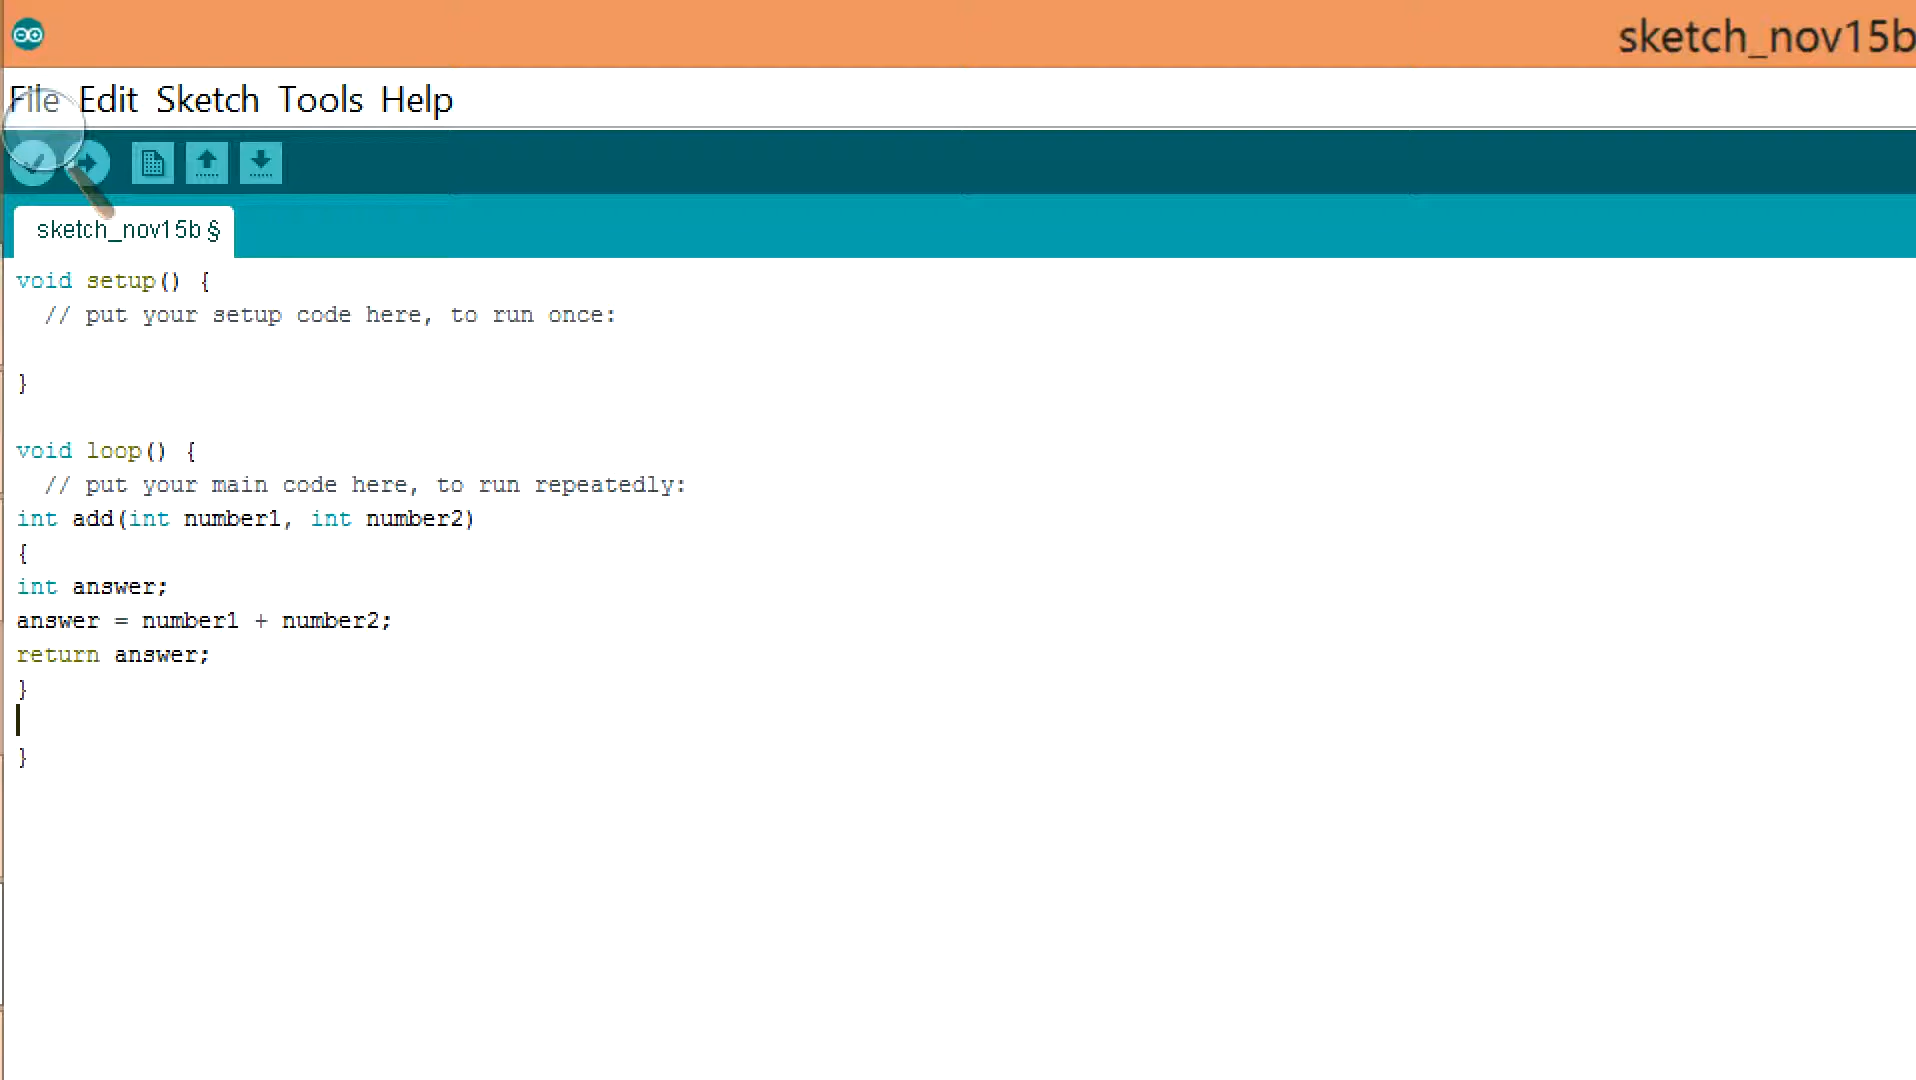 sketch_nov15b
File Edit Sketch Tools Help
sketch_nov15b §
void setup() {
  // put your setup code here, to run once:
}
void loop() {
  // put your main code here, to run repeatedly:
int add(int number1, int number2)
{
int answer;
answer = number1 + number2;
return answer;
}
}